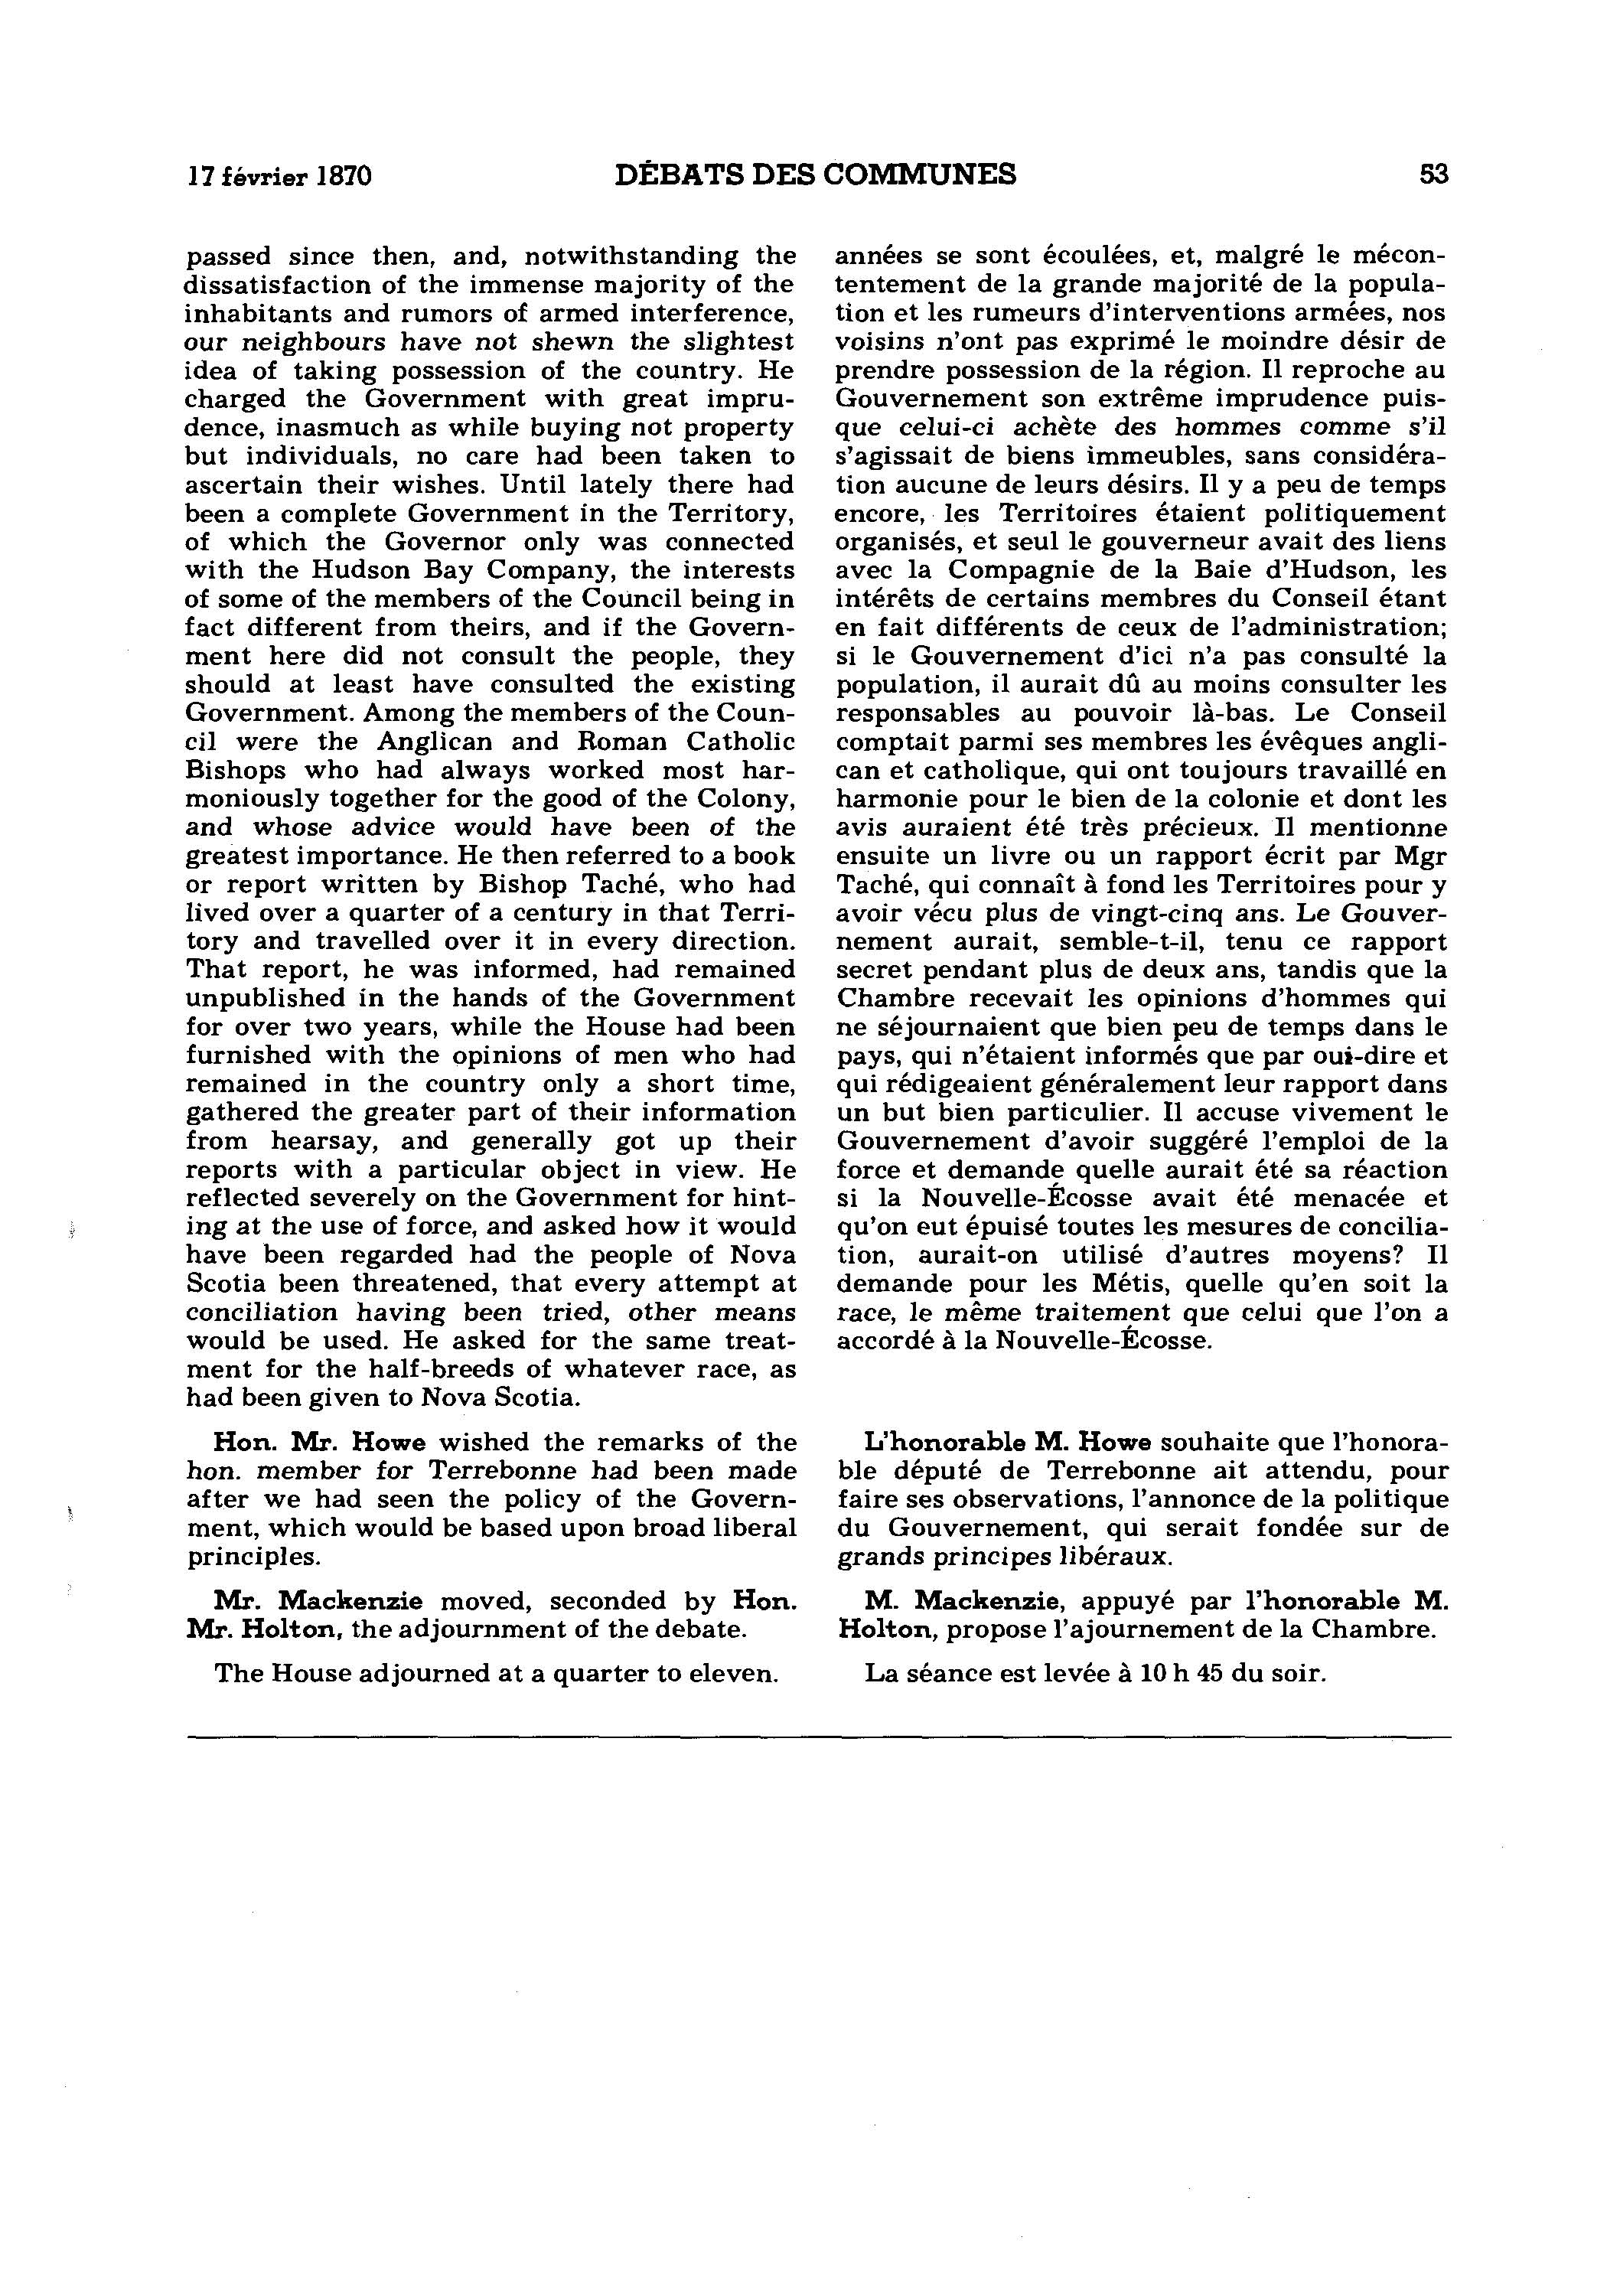 17 février 1870
DÉBATS DES COMMUNES
53
passed since then, and, notwithstanding the
dissatisfaction of the immense majority of the
inhabitants and rumors of armed interference,
our neighbours have not shewn the slightest
idea of taking possession of the country. He
charged the Government with great impru-
dence, inasmuch as while buying not property
but individuals, no care had been taken to
ascertain their wishes. Until lately there had
been a complete Government in the Territory,
of which the Governor only was connected
with the Hudson Bay Company, the interests
of some of the members of the Council being in
fact different from theirs, and if the Govern-
ment here did not consult the people, they
should at least have consulted the existing
Government. Among the members of the Coun-
cil were the Anglican and Roman Catholic
Bishops who had always worked most har-
moniously together for the good of the Colony,
and whose advice would have been of the
greatest importance. He then referred to a book
or report written by Bishop Taché, who had
lived over a quarter of a century in that Terri-
tory and travelled over it in every direction.
That report, he was informed, had remained
unpublished in the hands of the Government
for over two years, while the House had been
furnished with the opinions of men who had
remained in the country only a short time,
gathered the greater part of their information
from hearsay, and generally got up their
reports with a particular object in view. He
reflected severely on the Government for hint-
ing at the use of force, and asked how it would
have been regarded had the people of Nova
Scotia been threatened, that every attempt at
conciliation having been tried, other means
would be used. He asked for the same treat-
ment for the half-breeds of whatever race, as
had been given to Nova Scotia.
Hon. Mr. Howe wished the remarks of the
hon. member for Terrebonne had been made
after we had seen the policy of the Govern-
ment, which would be based upon broad liberal
principles.
Mr. Mackenzie moved, seconded by Hon.
Mr. Holton, the adjournment of the debate.
The House adjourned at a quarter to eleven.
années se sont écoulées, et, malgré le mécon-
tentement de la grande majorité de la popula-
tion et les rumeurs d'interventions armées, nos
voisins n'ont pas exprimé le moindre désir de
prendre possession de la région. Il reproche au
Gouvernement son extrême imprudence puis-
que celui-ci achète des hommes comme s'il
s'agissait de biens immeubles, sans considéra-
tion aucune de leurs désirs. Il y a peu de temps
encore, les Territoires étaient politiquement
organisés, et seul le gouverneur avait des liens
avec la Compagnie de la Baie d'Hudson, les
intérêts de certains membres du Conseil étant
en fait différents de ceux de l'administration;
si le Gouvernement d'ici n'a pas consulté la
population, il aurait dû au moins consulter les
responsables au pouvoir là-bas. Le Conseil
comptait parmi ses membres les évêques angli-
can et catholique, qui ont toujours travaillé en
harmonie pour le bien de la colonie et dont les
avis auraient été très précieux. Il mentionne
ensuite un livre ou un rapport écrit par Mgr
Taché, qui connaît à fond les Territoires pour y
avoir vécu plus de vingt-cinq ans. Le Gouver-
nement aurait, semble-t-il, tenu ce rapport
secret pendant plus de deux ans, tandis que la
Chambre recevait les opinions d'hommes qui
ne séjournaient que bien peu de temps dans le
pays, qui n'étaient informés que par oui-dire et
qui rédigeaient généralement leur rapport dans
un but bien particulier. Il accuse vivement le
Gouvernement d'avoir suggéré l'emploi de la
force et demande quelle aurait été sa réaction
si la Nouvelle-Écosse avait été menacée et
qu'on eut épuisé toutes les mesures de concilia-
tion, aurait-on utilisé d'autres moyens? Il
demande pour les Métis, quelle qu'en soit la
race, le même traitement que celui que l'on a
accordé à la Nouvelle-Écosse.
L'honorable M. Howe souhaite que l'honora-
ble député de Terrebonne ait attendu, pour
faire ses observations, l'annonce de la politique
du Gouvernement, qui serait fondée sur de
grands principes libéraux.
M. Mackenzie, appuyé par l'honorable M.
Holton, propose l'ajournement de la Chambre.
La séance est levée à 10 h 45 du soir.